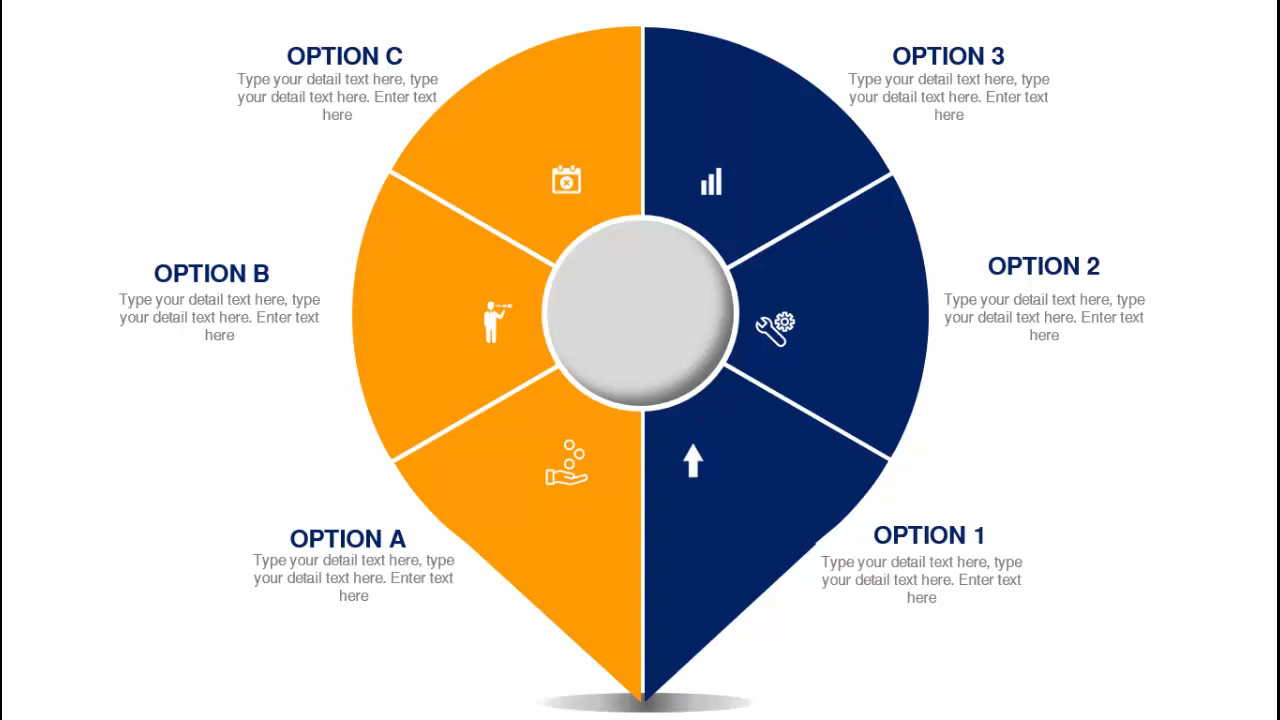 OPTION C
Type your detail text here, type
your detail text here. Enter text
here
OPTION 3
Type your detail text here, type
your detail text here. Enter text
here
OPTION B
Type your detail text here, type
your detail text here. Enter text
here
OPTION 2
Type your detail text here, type
your detail text here. Enter text
here
OPTION A
Type your detail text here, type
your detail text here. Enter text
here
OPTION 1
Type your detail text here, type
your detail text here. Enter text
here